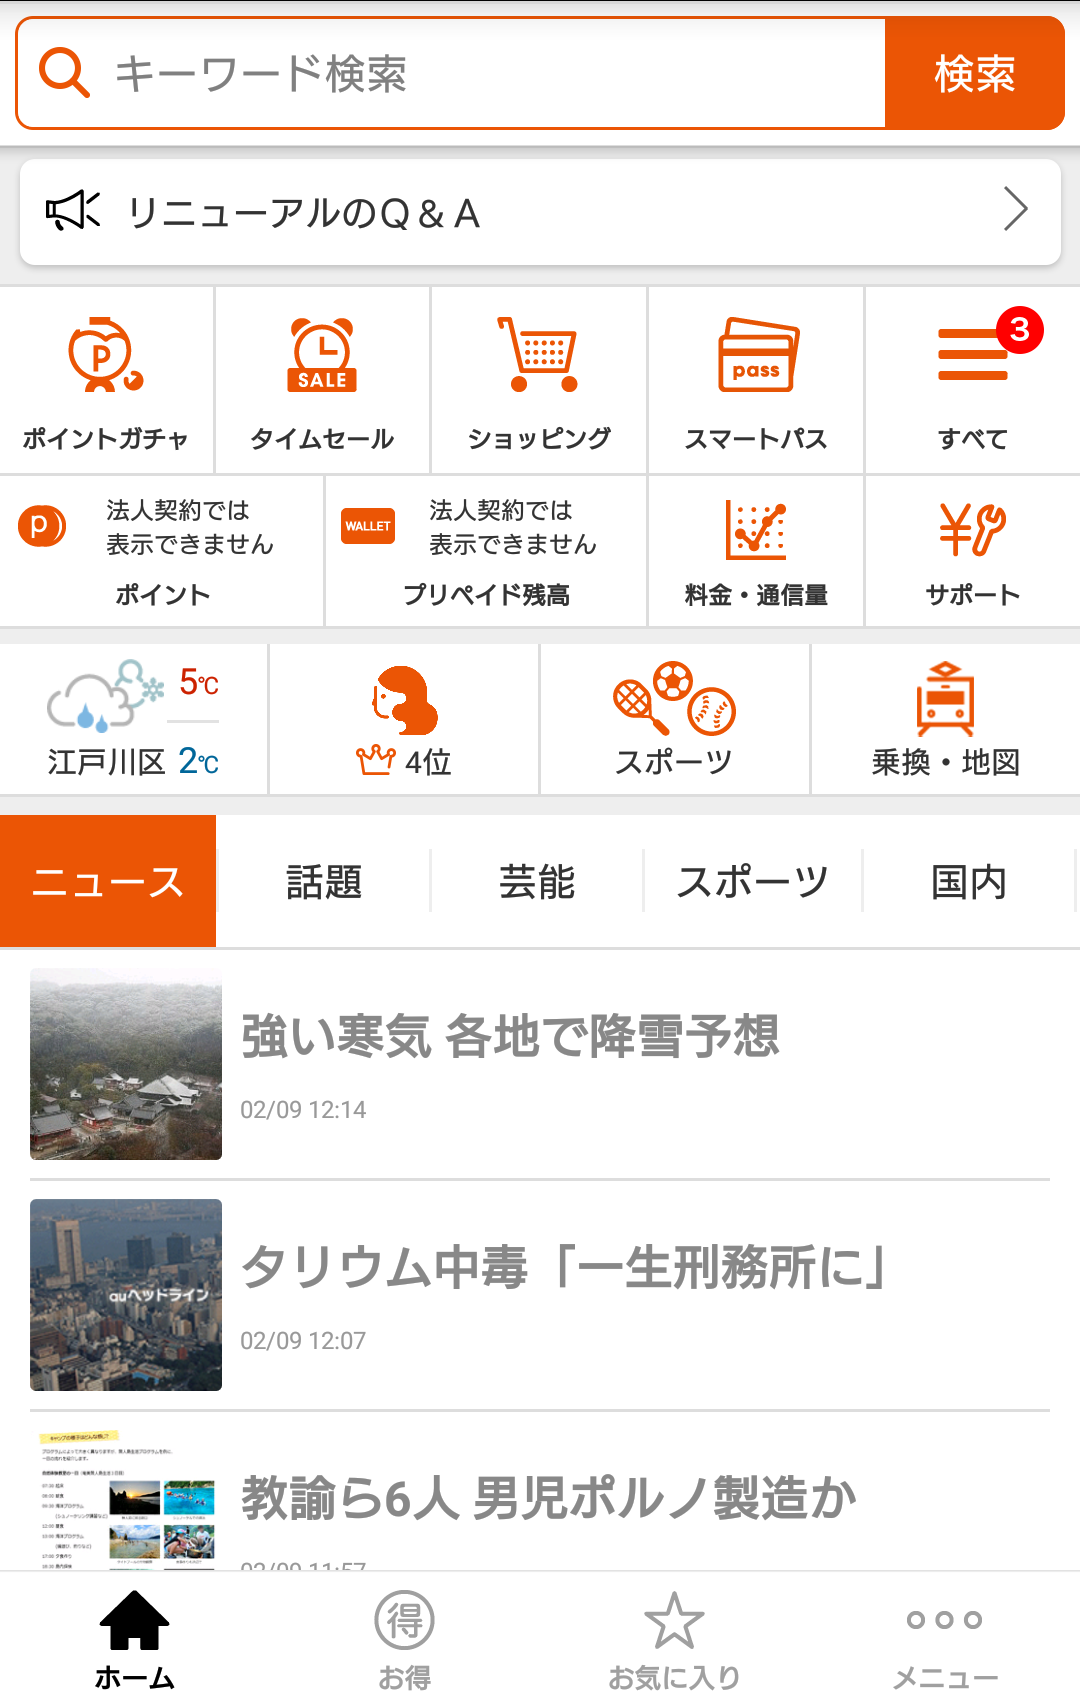 キーワード検索
検索
リニューアルのQ＆A
P
SALE
pass
3
ポイントガチャ
タイムセール
ショッピング
スマートパス
すべて
P
法人契約では
表示できません
ポイント
WALLET
法人契約では
表示できません
プリペイド残高
料金・通信量
サポート
5℃
江戸川区 2℃
4位
スポーツ
乗換・地図
ニュース
話題
芸能
スポーツ
国内
強い寒気 各地で降雪予想
02/09 12:14
auヘッドライン
タリウム中毒「一生刑務所に」
02/09 12:07
教諭ら6人 男児ポルノ製造か
02/09 11:57
ホーム
得
お得
お気に入り
メニュー